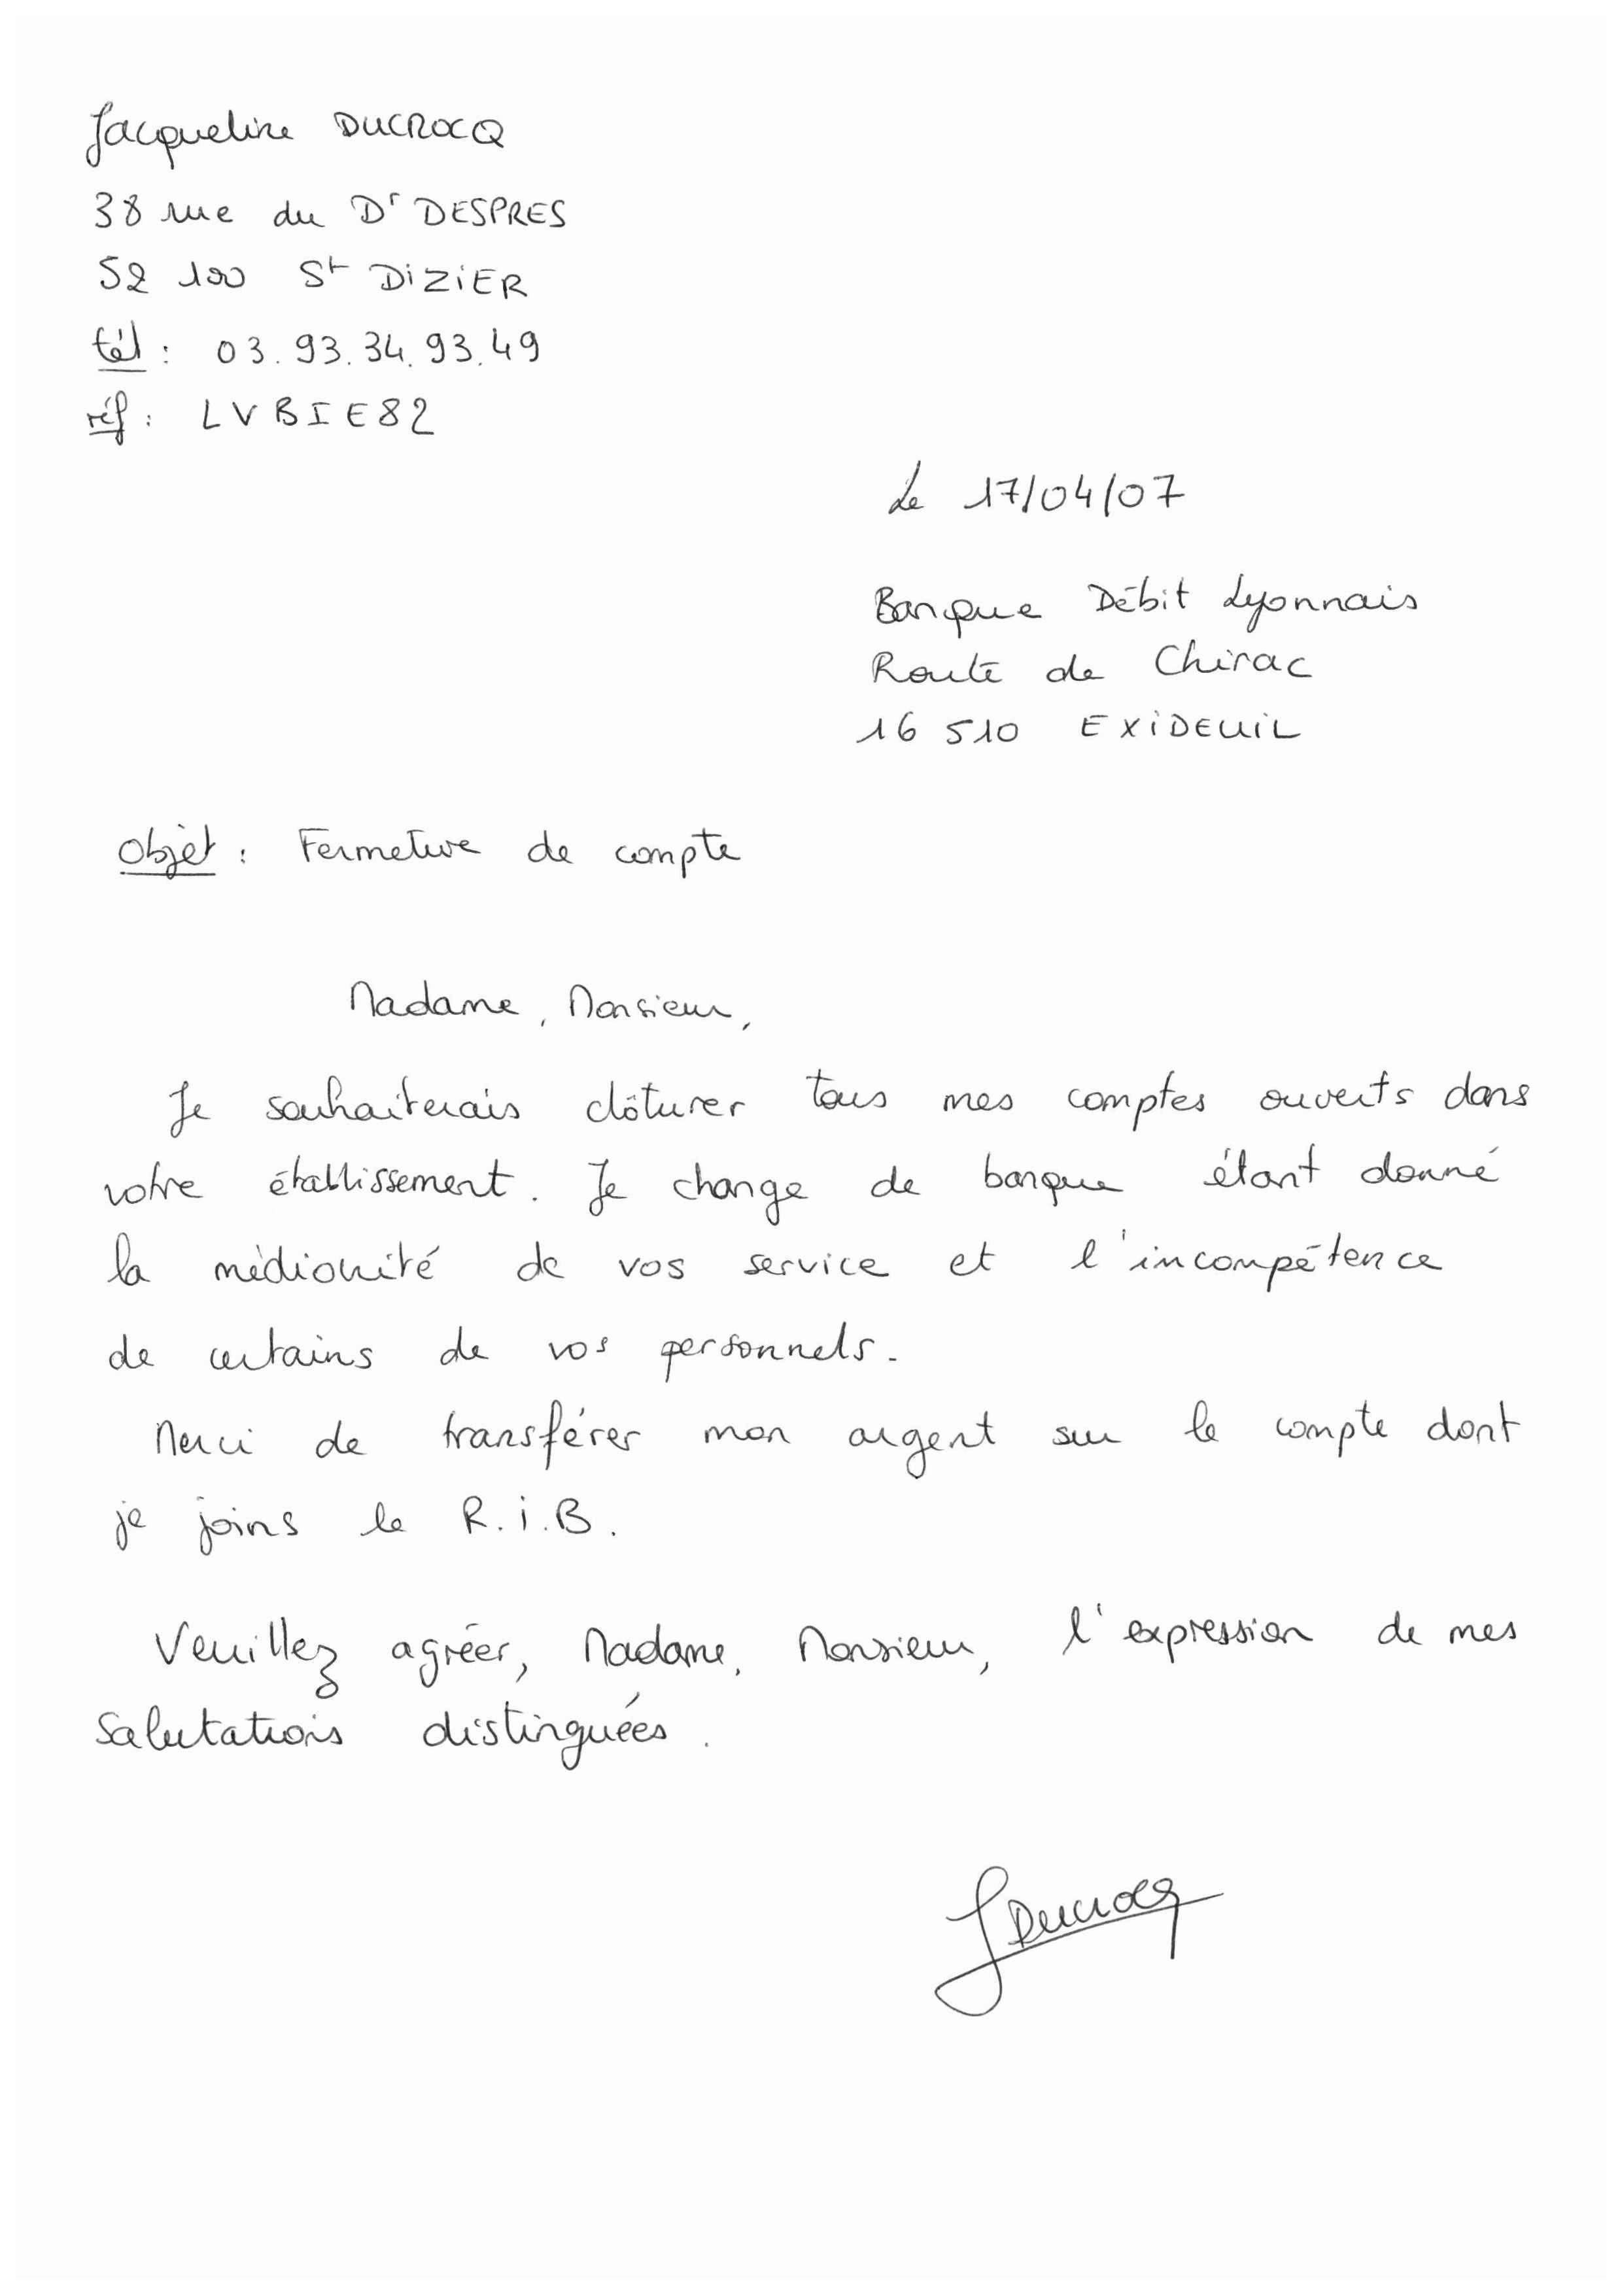 Jacqueline DUCROCQ
38 rue du Dr DESPRES
52 100 St DiZiER
tél : 03.93.34.93.49
réf : LVBIE82
Le 17/04/07
Banque Débit Lyonnais
Route de Chirac
16 510 EXiDEUiL
Objet : Fermeture de compte
Madame, Monsieur,
Je souhaiterais clôturer tous mes comptes ouverts dans
votre établissement. Je change de banque étant donné
la médiocrité de vos service et l'incompétence
de certains de vos personnels.
Merci de transférer mon argent sur le compte dont
je joins le R.i.B.
Veuillez agréer, Madame, Monsieur, l'expression de mes
salutations distinguées.
JDucrocq